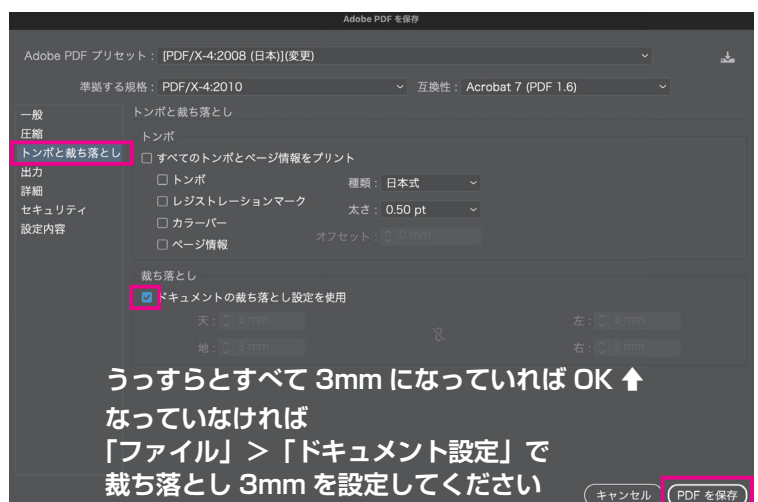 Adobe PDF を保存
Adobe PDF プリセット : [PDF/X-4:2008 (日本)](変更)
準拠する規格 : PDF/X-4:2010 互換性 : Acrobat 7 (PDF 1.6)
一般
圧縮
トンボと裁ち落とし
出力
詳細
セキュリティ
設定内容
トンボと裁ち落とし
トンボ
すべてのトンボとページ情報をプリント
トンボ 種類 : 日本式
レジストレーションマーク 太さ : 0.50 pt
カラーバー
オフセット : 0 mm
ページ情報
裁ち落とし
ドキュメントの裁ち落とし設定を使用
天 : 3 mm 左 : 3 mm
地 : 3 mm 右 : 3 mm
うっすらとすべて 3mm になっていれば OK ⬆
なっていなければ
「ファイル」>「ドキュメント設定」で
裁ち落とし 3mm を設定してください
キャンセル PDF を保存